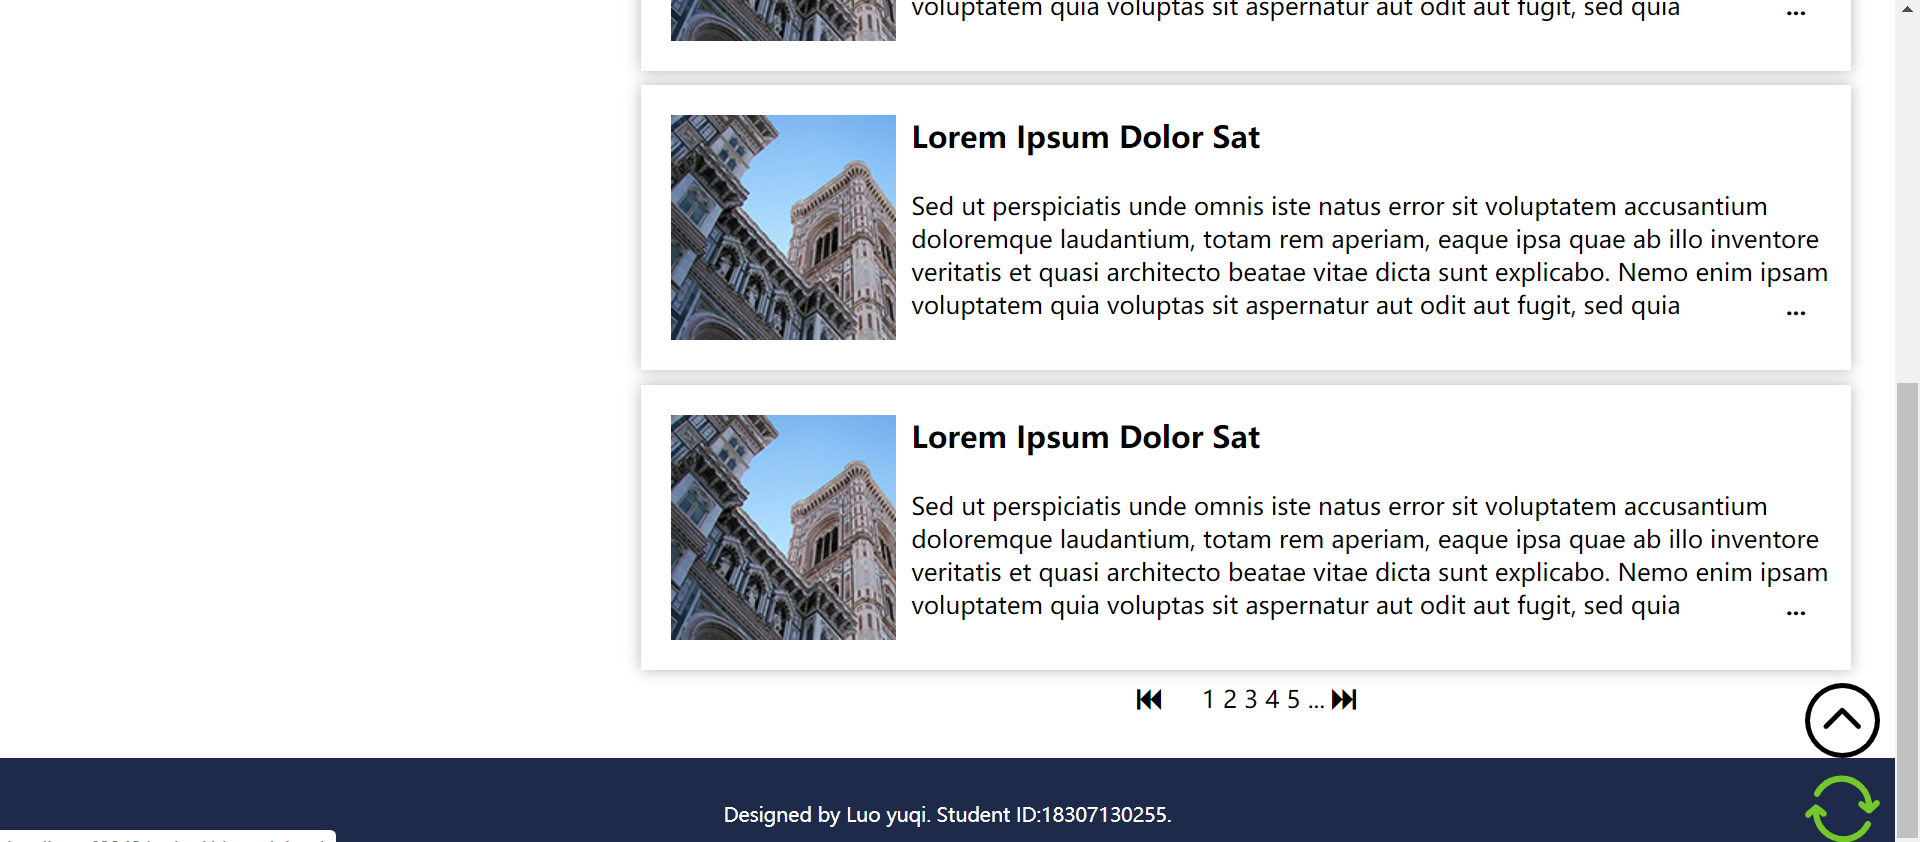 voluptatem quia voluptas sit aspernatur aut odit aut fugit, sed quia ...
Lorem Ipsum Dolor Sat
Sed ut perspiciatis unde omnis iste natus error sit voluptatem accusantium
doloremque laudantium, totam rem aperiam, eaque ipsa quae ab illo inventore
veritatis et quasi architecto beatae vitae dicta sunt explicabo. Nemo enim ipsam
voluptatem quia voluptas sit aspernatur aut odit aut fugit, sed quia ...
Lorem Ipsum Dolor Sat
Sed ut perspiciatis unde omnis iste natus error sit voluptatem accusantium
doloremque laudantium, totam rem aperiam, eaque ipsa quae ab illo inventore
veritatis et quasi architecto beatae vitae dicta sunt explicabo. Nemo enim ipsam
voluptatem quia voluptas sit aspernatur aut odit aut fugit, sed quia ...
1 2 3 4 5 ...
Designed by Luo yuqi. Student ID:18307130255.